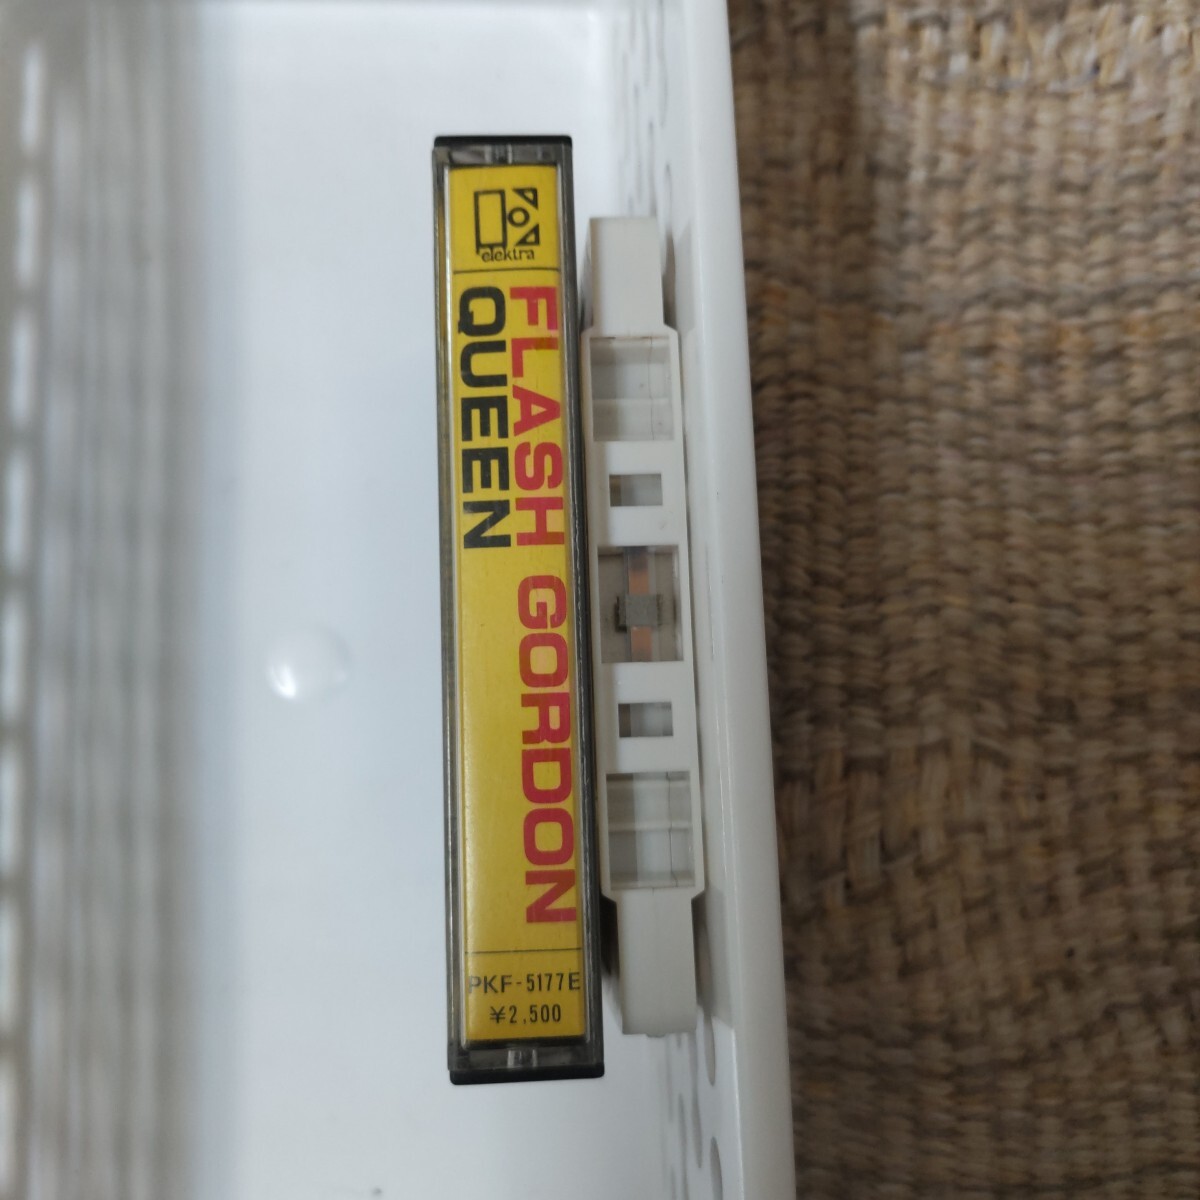 elektra
FLASH GORDON
QUEEN
PKF-5177E
¥2,500